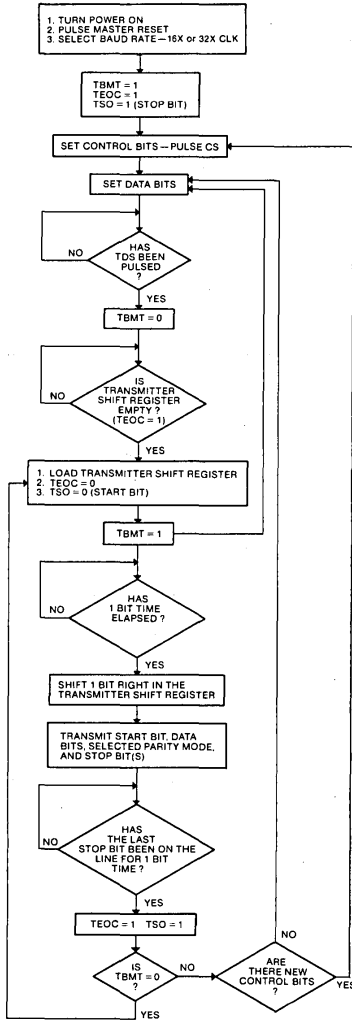 1. TURN POWER ON
2. PULSE MASTER RESET
3. SELECT BAUD RATE—16X or 32X CLK
TBMT = 1
TEOC = 1
TSO = 1 (STOP BIT)
SET CONTROL BITS — PULSE CS
SET DATA BITS
HAS
TDS BEEN
PULSED
?
NO
YES
TBMT = 0
IS
TRANSMITTER
SHIFT REGISTER
EMPTY ?
(TEOC = 1)
NO
YES
1. LOAD TRANSMITTER SHIFT REGISTER
2. TEOC = 0
3. TSO = 0 (START BIT)
TBMT = 1
HAS
1 BIT TIME
ELAPSED ?
NO
YES
SHIFT 1 BIT RIGHT IN THE
TRANSMITTER SHIFT REGISTER
TRANSMIT START BIT, DATA
BITS, SELECTED PARITY MODE,
AND STOP BIT(S)
HAS
THE LAST
STOP BIT BEEN ON THE
LINE FOR 1 BIT
TIME ?
NO
YES
TEOC = 1 TSO = 1
IS
TBMT = 0
?
NO
YES
ARE
THERE NEW
CONTROL BITS
?
NO
YES